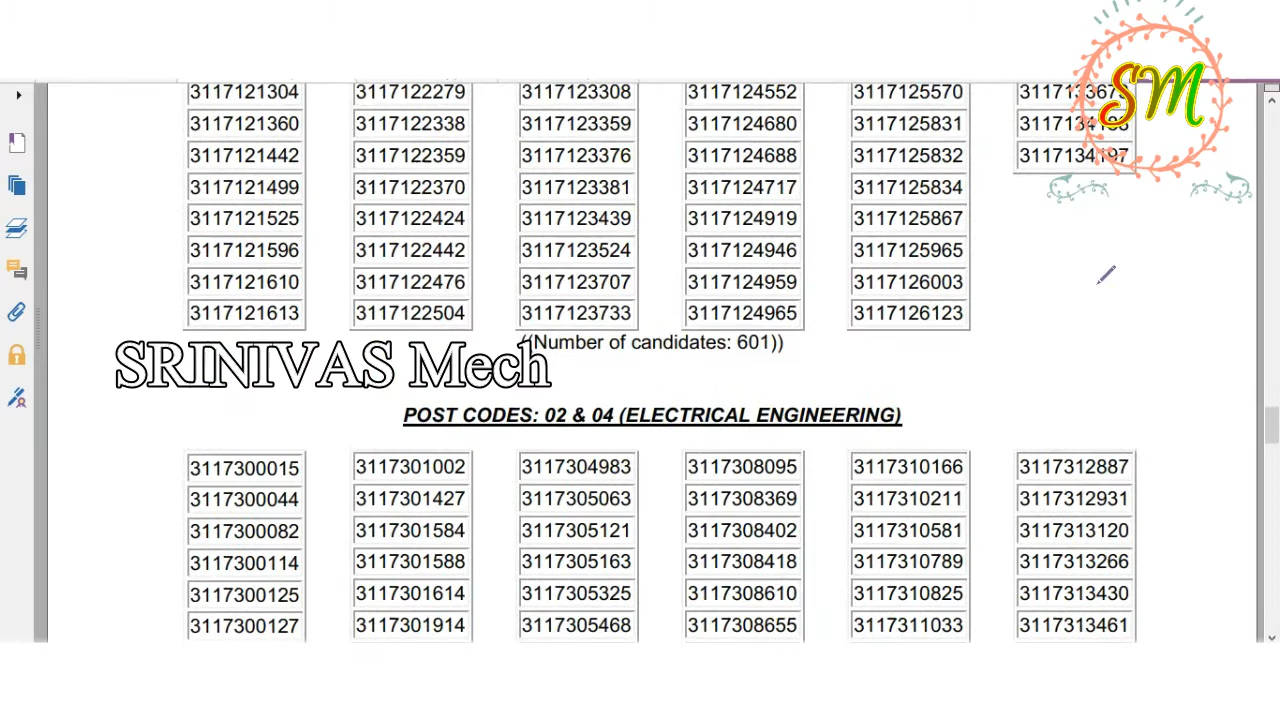 SM
3117121304 3117122279 3117123308 3117124552 3117125570
3117121360 3117122338 3117123359 3117124680 3117125831
3117121442 3117122359 3117123376 3117124688 3117125832 3117134197
3117121499 3117122370 3117123381 3117124717 3117125834
3117121525 3117122424 3117123439 3117124919 3117125867
3117121596 3117122442 3117123524 3117124946 3117125965
3117121610 3117122476 3117123707 3117124959 3117126003
3117121613 3117122504 3117123733 3117124965 3117126123
((Number of candidates: 601))
SRINIVAS Mech
POST CODES: 02 & 04 (ELECTRICAL ENGINEERING)
3117300015 3117301002 3117304983 3117308095 3117310166 3117312887
3117300044 3117301427 3117305063 3117308369 3117310211 3117312931
3117300082 3117301584 3117305121 3117308402 3117310581 3117313120
3117300114 3117301588 3117305163 3117308418 3117310789 3117313266
3117300125 3117301614 3117305325 3117308610 3117310825 3117313430
3117300127 3117301914 3117305468 3117308655 3117311033 3117313461